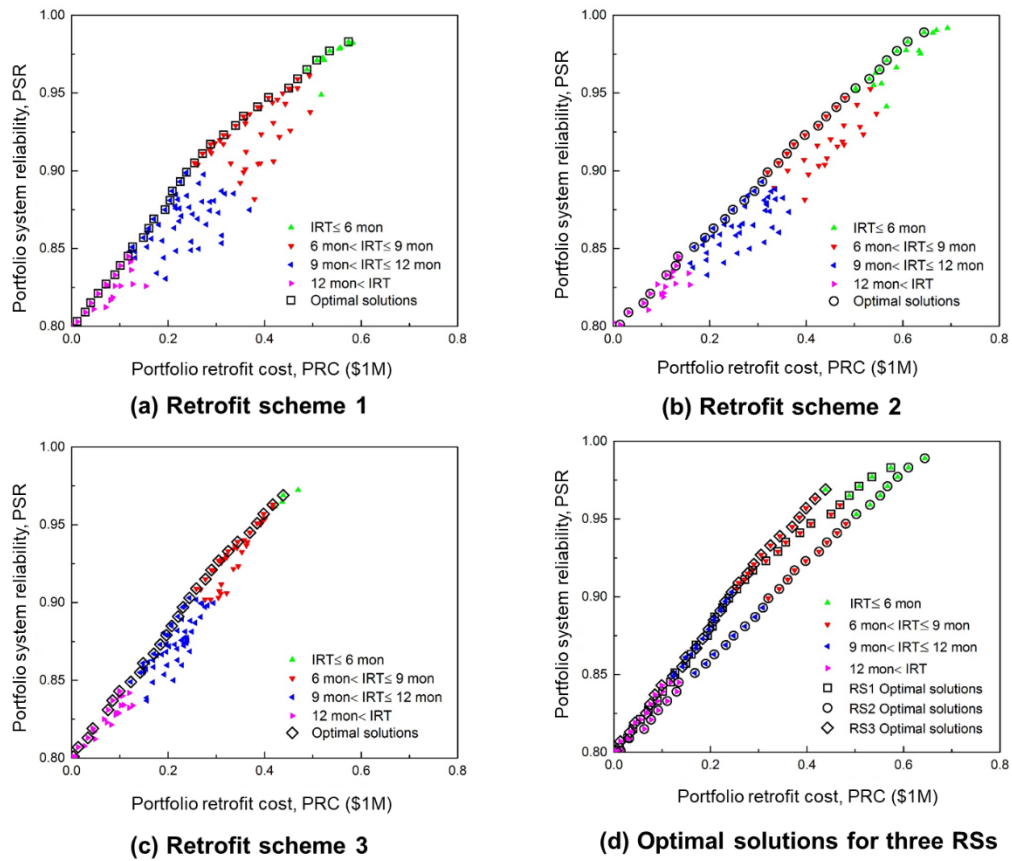 1.00
0.95
0.90
0.85
0.80
Portfolio system reliability, PSR
IRT≤ 6 mon
6 mon< IRT≤ 9 mon
9 mon< IRT≤ 12 mon
12 mon< IRT
Optimal solutions
0.0 0.2 0.4 0.6 0.8
Portfolio retrofit cost, PRC ($1M)
(a) Retrofit scheme 1
1.00
0.95
0.90
0.85
0.80
Portfolio system reliability, PSR
IRT≤ 6 mon
6 mon< IRT≤ 9 mon
9 mon< IRT≤ 12 mon
12 mon< IRT
Optimal solutions
0.0 0.2 0.4 0.6 0.8
Portfolio retrofit cost, PRC ($1M)
(b) Retrofit scheme 2
1.00
0.95
0.90
0.85
0.80
Portfolio system reliability, PSR
IRT≤ 6 mon
6 mon< IRT≤ 9 mon
9 mon< IRT≤ 12 mon
12 mon< IRT
Optimal solutions
0.0 0.2 0.4 0.6 0.8
Portfolio retrofit cost, PRC ($1M)
(c) Retrofit scheme 3
1.00
0.95
0.90
0.85
0.80
Portfolio system reliability, PSR
IRT≤ 6 mon
6 mon< IRT≤ 9 mon
9 mon< IRT≤ 12 mon
12 mon< IRT
RS1 Optimal solutions
RS2 Optimal solutions
RS3 Optimal solutions
0.0 0.2 0.4 0.6 0.8
Portfolio retrofit cost, PRC ($1M)
(d) Optimal solutions for three RSs